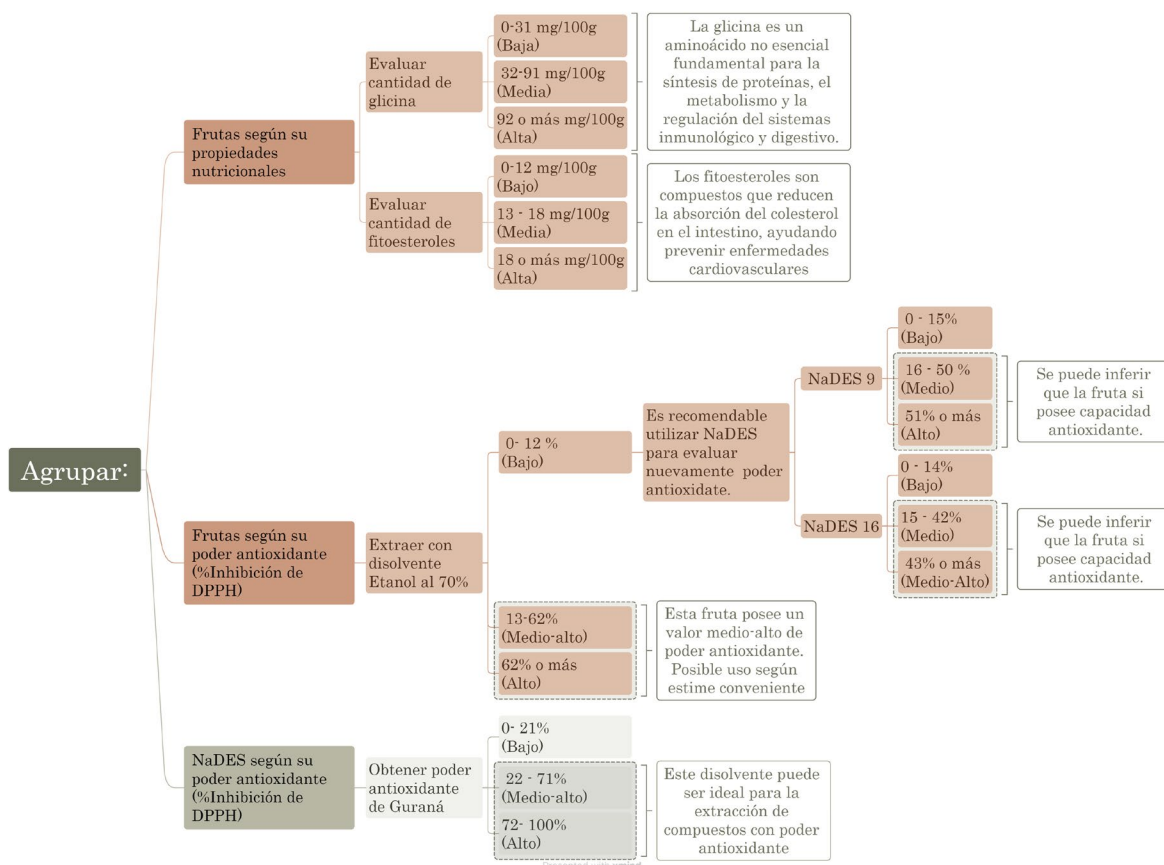 Agrupar:
Frutas según su
propiedades
nutricionales
Evaluar
cantidad de
glicina
0-31 mg/100g
(Baja)
32-91 mg/100g
(Media)
92 o más mg/100g
(Alta)
La glicina es un
aminoácido no esencial
fundamental para la
síntesis de proteínas, el
metabolismo y la
regulación del sistemas
inmunológico y digestivo.
Evaluar
cantidad de
fitoesteroles
0-12 mg/100g
(Bajo)
13 - 18 mg/100g
(Media)
18 o más mg/100g
(Alta)
Los fitoesteroles son
compuestos que reducen
la absorción del colesterol
en el intestino, ayudando
prevenir enfermedades
cardiovasculares
Frutas según su
poder antioxidante
(%Inhibición de
DPPH)
Extraer con
disolvente
Etanol al 70%
0- 12 %
(Bajo)
Es recomendable
utilizar NaDES
para evaluar
nuevamente poder
antioxidate.
NaDES 9
0 - 15%
(Bajo)
16 - 50 %
(Medio)
51% o más
(Alto)
Se puede inferir
que la fruta si
posee capacidad
antioxidante.
NaDES 16
0 - 14%
(Bajo)
15 - 42%
(Medio)
43% o más
(Medio-Alto)
Se puede inferir
que la fruta si
posee capacidad
antioxidante.
13-62%
(Medio-alto)
62% o más
(Alto)
Esta fruta posee un
valor medio-alto de
poder antioxidante.
Posible uso según
estime conveniente
NaDES según su
poder antioxidante
(%Inhibición de
DPPH)
Obtener poder
antioxidante
de Guraná
0- 21%
(Bajo)
22 - 71%
(Medio-alto)
72- 100%
(Alto)
Este disolvente puede
ser ideal para la
extracción de
compuestos con poder
antioxidante